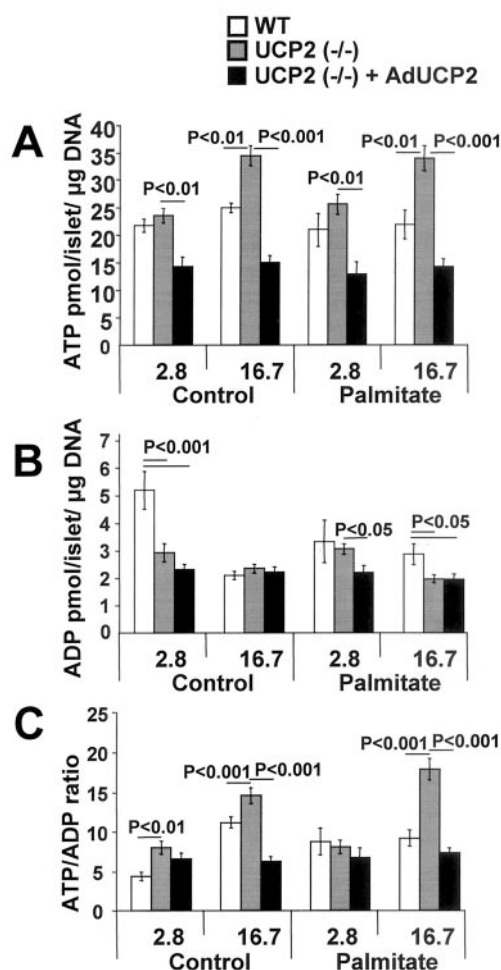 WT
UCP2 (-/-)
UCP2 (-/-) + AdUCP2
A
ATP pmol/islet/ µg DNA
40
35
30
25
20
15
10
5
0
P<0.01
P<0.01
P<0.001
P<0.01
P<0.01
P<0.001
2.8
16.7
2.8
16.7
Control
Palmitate
B
ADP pmol/islet/ µg DNA
7
6
5
4
3
2
1
0
P<0.001
P<0.05
P<0.05
2.8
16.7
2.8
16.7
Control
Palmitate
C
ATP/ADP ratio
25
20
15
10
5
0
P<0.01
P<0.001
P<0.001
P<0.001
P<0.001
2.8
16.7
2.8
16.7
Control
Palmitate